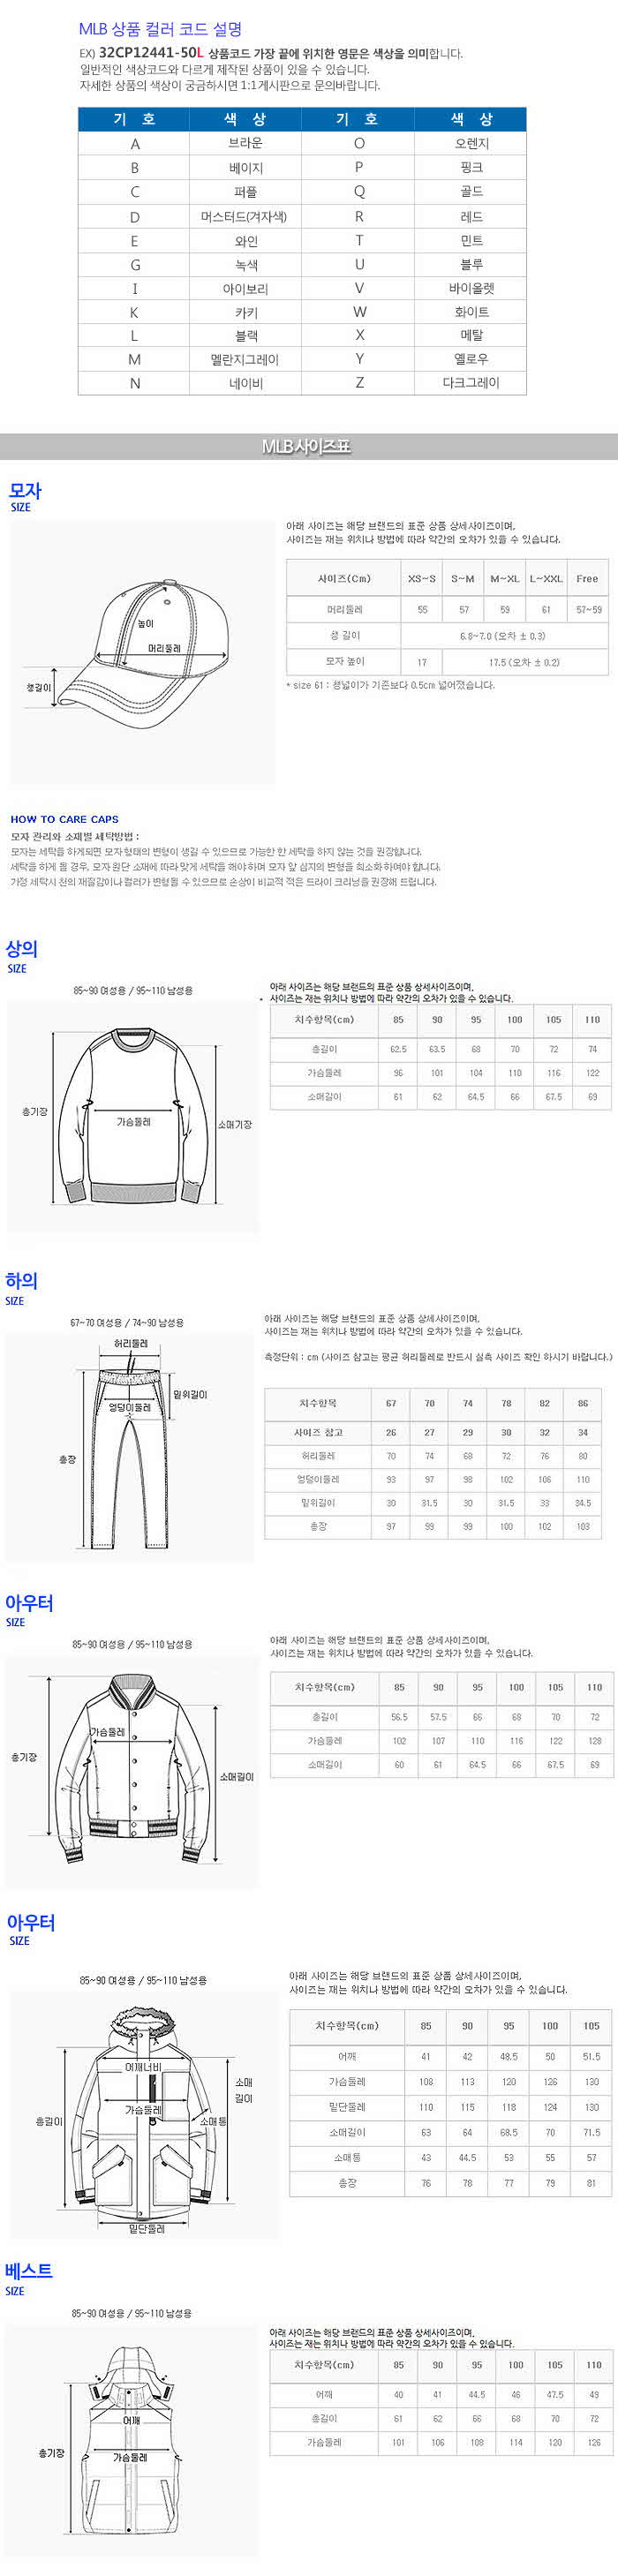 MLB 상품 컬러 코드 설명
EX) 32CP12441-50L 상품코드 가장 끝에 위치한 영문은 색상을 의미합니다.
일반적인 색상코드와 다르게 제작된 상품이 있을 수 있습니다.
자세한 상품의 색상이 궁금하시면 1:1게시판으로 문의바랍니다.
기 호 색 상 기 호 색 상
A 브라운 O 오렌지
B 베이지 P 핑크
C 퍼플 Q 골드
D 머스터드(겨자색) R 레드
E 와인 T 민트
G 녹색 U 블루
I 아이보리 V 바이올렛
K 카키 W 화이트
L 블랙 X 메탈
M 멜란지그레이 Y 옐로우
N 네이비 Z 다크그레이
MLB사이즈표
모자
SIZE
아래 사이즈는 해당 브랜드의 표준 상품 상세사이즈이며,
사이즈는 재는 위치나 방법에 따라 약간의 오차가 있을 수 있습니다.
높이
머리둘레
챙길이
사이즈(Cm) XS~S S~M M~XL L~XXL Free
머리둘레 55 57 59 61 57~59
챙 길이 6.8~7.0 (오차 ± 0.3)
모자 높이 17 17.5 (오차 ± 0.2)
* size 61 : 챙넓이가 기존보다 0.5cm 넓어졌습니다.
HOW TO CARE CAPS
모자 관리와 소재별 세탁방법 :
모자는 세탁을 하게되면 모자 형태의 변형이 생길 수 있으므로 가능한 한 세탁을 하지 않는 것을 권장합니다.
세탁을 하게 될 경우, 모자 원단 소재에 따라 맞게 세탁을 해야 하며 모자 앞 심지의 변형을 최소화 하여야 합니다.
가정 세탁시 천의 재질감이나 컬러가 변형될 수 있으므로 손상이 비교적 적은 드라이 크리닝을 권장해 드립니다.
상의
SIZE
85~90 여성용 / 95~110 남성용
아래 사이즈는 해당 브랜드의 표준 상품 상세사이즈이며,
사이즈는 재는 위치나 방법에 따라 약간의 오차가 있을 수 있습니다.
총기장
가슴둘레
소매기장
치수항목(cm) 85 90 95 100 105 110
총길이 62.5 63.5 68 70 72 74
가슴둘레 96 101 104 110 116 122
소매길이 61 62 64.5 66 67.5 69
하의
SIZE
67~70 여성용 / 74~90 남성용
아래 사이즈는 해당 브랜드의 표준 상품 상세사이즈이며,
사이즈는 재는 위치나 방법에 따라 약간의 오차가 있을 수 있습니다.
측정단위 : cm (사이즈 참고는 평균 허리둘레로 반드시 실측 사이즈 확인 하시기 바랍니다.)
허리둘레
밑위길이
엉덩이둘레
총장
치수항목 67 70 74 78 82 86
사이즈 참고 26 27 29 30 32 34
허리둘레 70 74 68 72 76 80
엉덩이둘레 93 97 98 102 106 110
밑위길이 30 31.5 30 31.5 33 34.5
총장 97 99 99 100 102 103
아우터
SIZE
85~90 여성용 / 95~110 남성용
아래 사이즈는 해당 브랜드의 표준 상품 상세사이즈이며,
사이즈는 재는 위치나 방법에 따라 약간의 오차가 있을 수 있습니다.
가슴둘레
총기장
소매길이
치수항목(cm) 85 90 95 100 105 110
총길이 56.5 57.5 66 68 70 72
가슴둘레 102 107 110 116 122 128
소매길이 60 61 64.5 66 67.5 69
아우터
SIZE
85~90 여성용 / 95~110 남성용
아래 사이즈는 해당 브랜드의 표준 상품 상세사이즈이며,
사이즈는 재는 위치나 방법에 따라 약간의 오차가 있을 수 있습니다.
어깨너비
소매
길이
가슴둘레
총길이
소매통
밑단둘레
치수항목(cm) 85 90 95 100 105
어깨 41 42 48.5 50 51.5
가슴둘레 108 113 120 126 130
밑단둘레 110 115 118 124 130
소매길이 63 64 68.5 70 71.5
소매통 43 44.5 53 55 57
총장 76 78 77 79 81
베스트
SIZE
85~90 여성용 / 95~110 남성용
아래 사이즈는 해당 브랜드의 표준 상품 상세사이즈이며,
사이즈는 재는 위치나 방법에 따라 약간의 오차가 있을 수 있습니다.
어깨
총기장
가슴둘레
치수항목(cm) 85 90 95 100 105 110
어깨 40 41 44.5 46 47.5 49
총길이 61 62 66 68 70 72
가슴둘레 101 106 108 114 120 126